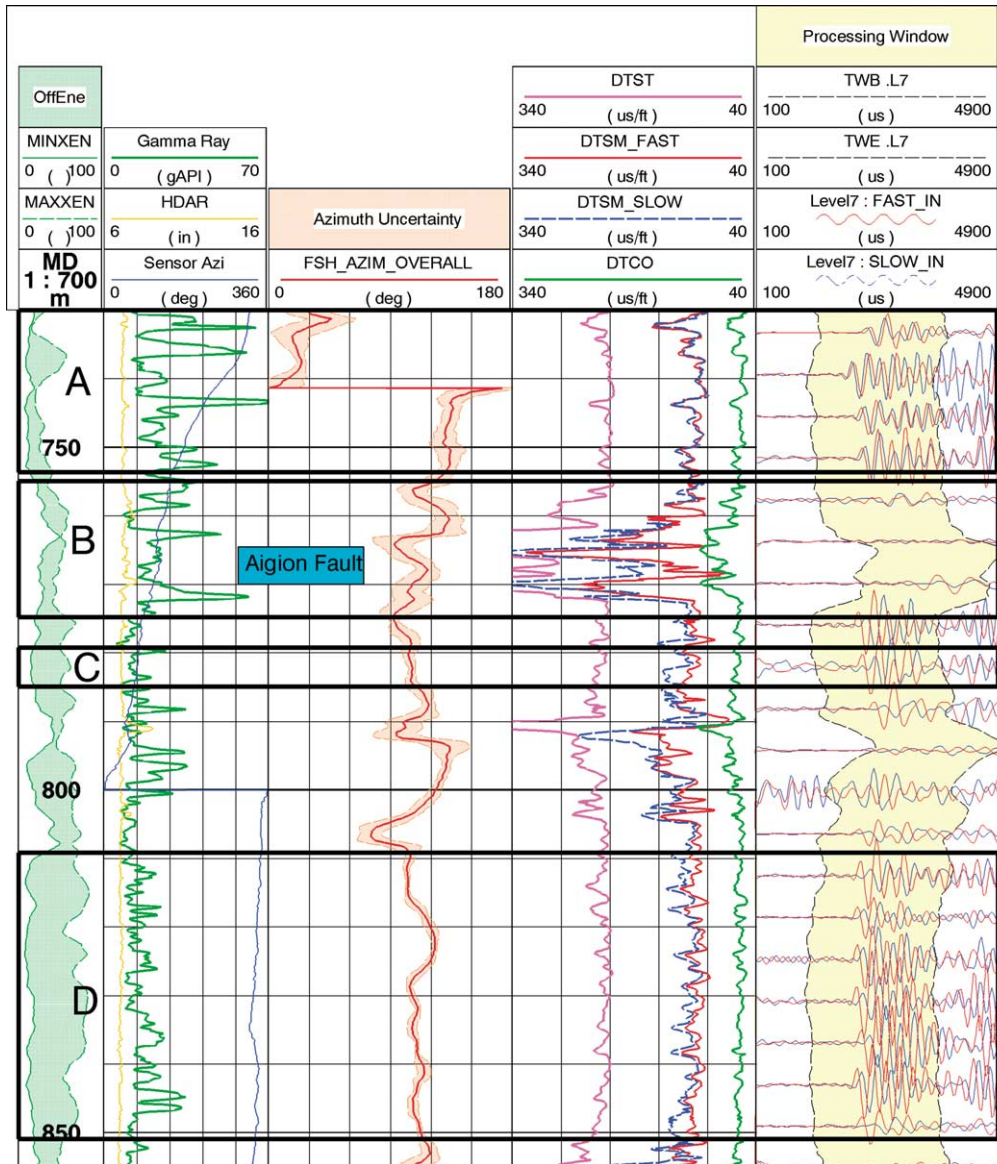 Processing Window
OffEne
DTST
340 (us/ft) 40
TWB .L7
100 (us) 4900
MINXEN
0 ( ) 100
Gamma Ray
0 (gAPI) 70
DTSM_FAST
340 (us/ft) 40
TWE .L7
100 (us) 4900
MAXXEN
0 ( ) 100
HDAR
6 (in) 16
Azimuth Uncertainty
DTSM_SLOW
340 (us/ft) 40
Level7 : FAST_IN
100 (us) 4900
MD
1 : 700
m
Sensor Azi
0 (deg) 360
FSH_AZIM_OVERALL
0 (deg) 180
DTCO
340 (us/ft) 40
Level7 : SLOW_IN
100 (us) 4900
A
750
B
Aigion Fault
C
800
D
850